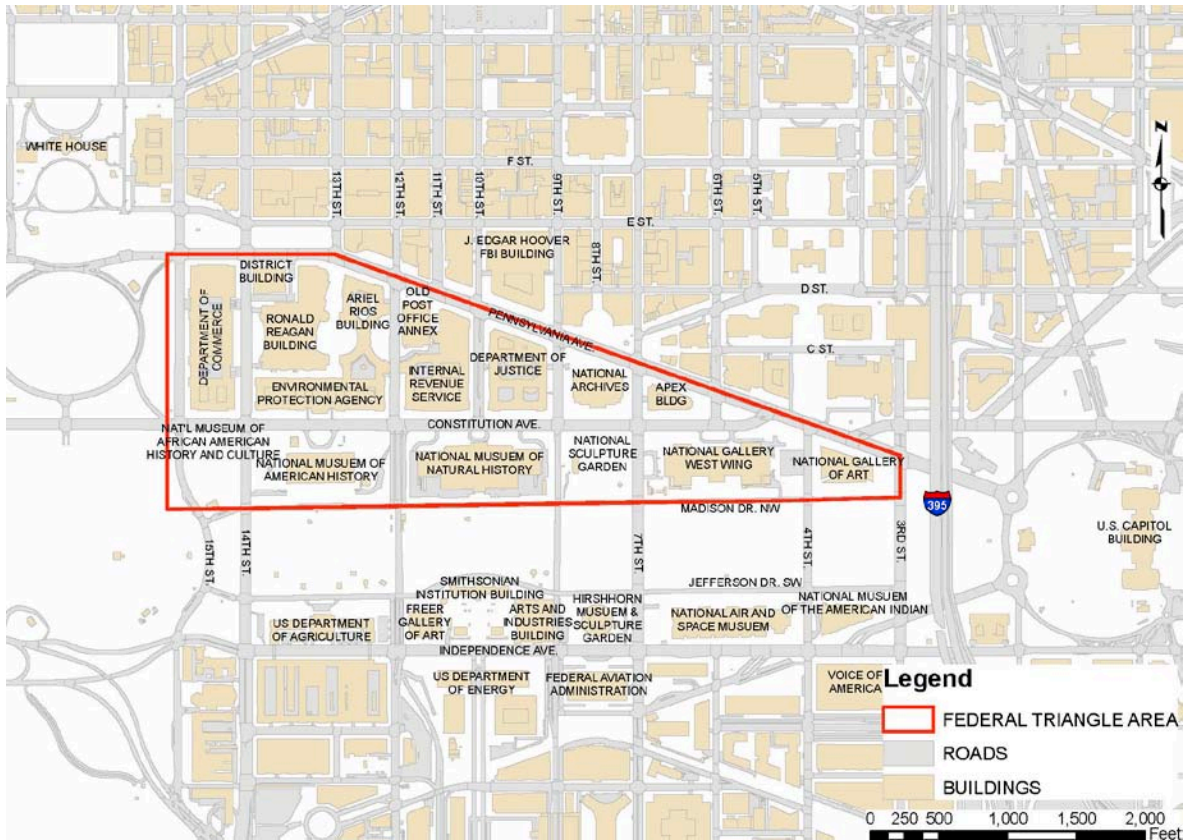 WHITE HOUSE
F ST.
13TH ST.
12TH ST.
11TH ST.
10TH ST.
9TH ST.
6TH ST.
5TH ST.
E ST.
8TH ST.
Z
J. EDGAR HOOVER
FBI BUILDING
DISTRICT
BUILDING
DEPARTMENT OF
COMMERCE
RONALD
REAGAN
BUILDING
ARIEL
RIOS
BUILDING
OLD
POST
OFFICE
ANNEX
D ST.
PENNSYLVANIA AVE.
C ST.
ENVIRONMENTAL
PROTECTION AGENCY
INTERNAL
REVENUE
SERVICE
DEPARTMENT OF
JUSTICE
NATIONAL
ARCHIVES
APEX
BLDG
CONSTITUTION AVE.
NAT'L MUSEUM OF
AFRICAN AMERICAN
HISTORY AND CULTURE
NATIONAL MUSUEM OF
AMERICAN HISTORY
NATIONAL MUSUEM OF
NATURAL HISTORY
NATIONAL
SCULPTURE
GARDEN
NATIONAL GALLERY
WEST WING
NATIONAL GALLERY
OF ART
MADISON DR. NW
395
U.S. CAPITOL
BUILDING
15TH ST.
14TH ST.
7TH ST.
4TH ST.
3RD ST.
SMITHSONIAN
INSTITUTION BUILDING
JEFFERSON DR. SW
US DEPARTMENT
OF AGRICULTURE
FREER
GALLERY
OF ART
ARTS AND
INDUSTRIES
BUILDING
HIRSHHORN
MUSUEM &
SCULPTURE
GARDEN
NATIONAL AIR AND
SPACE MUSUEM
NATIONAL MUSUEM
OF THE AMERICAN INDIAN
INDEPENDENCE AVE.
US DEPARTMENT
OF ENERGY
FEDERAL AVIATION
ADMINISTRATION
VOICE OF
AMERICA
Legend
FEDERAL TRIANGLE AREA
ROADS
BUILDINGS
0 250 500 1,000 1,500 2,000
Feet